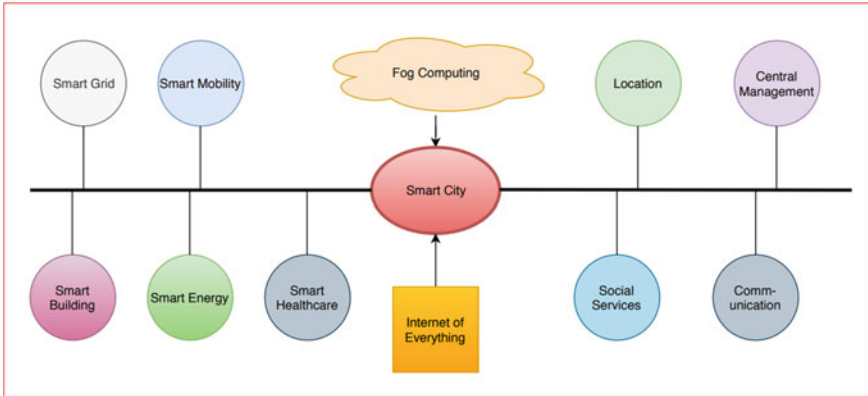 Smart Grid
Smart Mobility
Fog Computing
Location
Central
Management
Smart City
Smart
Building
Smart Energy
Smart
Healthcare
Internet of
Everything
Social
Services
Comm-
unication